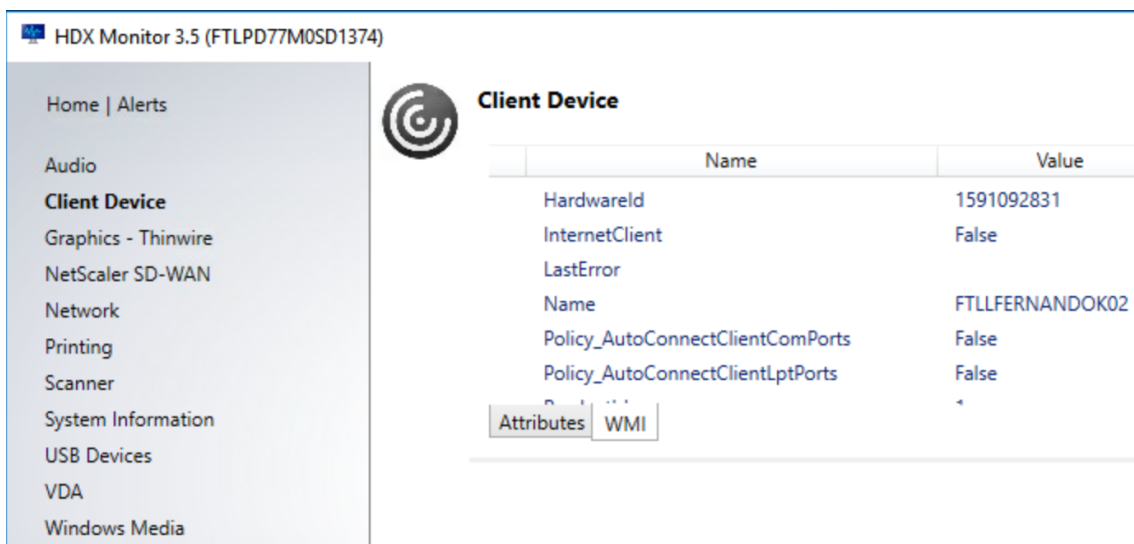 HDX Monitor 3.5 (FTLPD77M0SD1374)
Home | Alerts
Audio
Client Device
Graphics - Thinwire
NetScaler SD-WAN
Network
Printing
Scanner
System Information
USB Devices
VDA
Windows Media
Client Device
Name Value
HardwareId 1591092831
InternetClient False
LastError
Name FTLLFERNANDOK02
Policy_AutoConnectClientComPorts False
Policy_AutoConnectClientLptPorts False
Attributes WMI